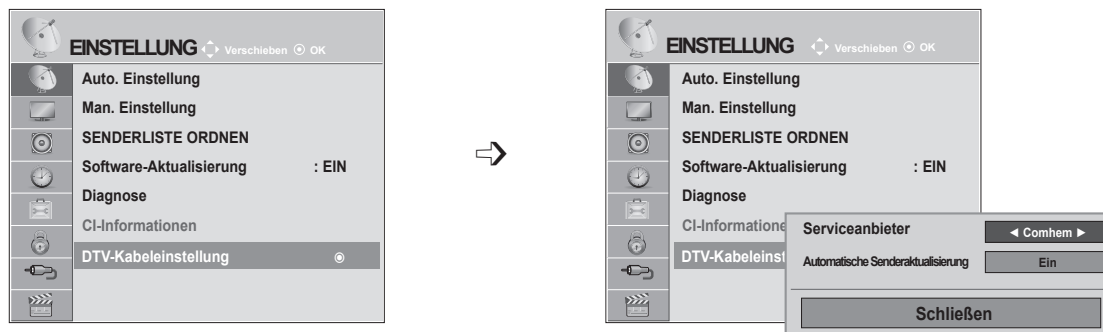 EINSTELLUNG Verschieben OK
Auto. Einstellung
Man. Einstellung
SENDERLISTE ORDNEN
Software-Aktualisierung : EIN
Diagnose
CI-Informationen
DTV-Kabeleinstellung
EINSTELLUNG Verschieben OK
Auto. Einstellung
Man. Einstellung
SENDERLISTE ORDNEN
Software-Aktualisierung : EIN
Diagnose
CI-Informatione
DTV-Kabeleinst
Serviceanbieter ◄ Comhem ►
Automatische Senderaktualisierung Ein
Schließen